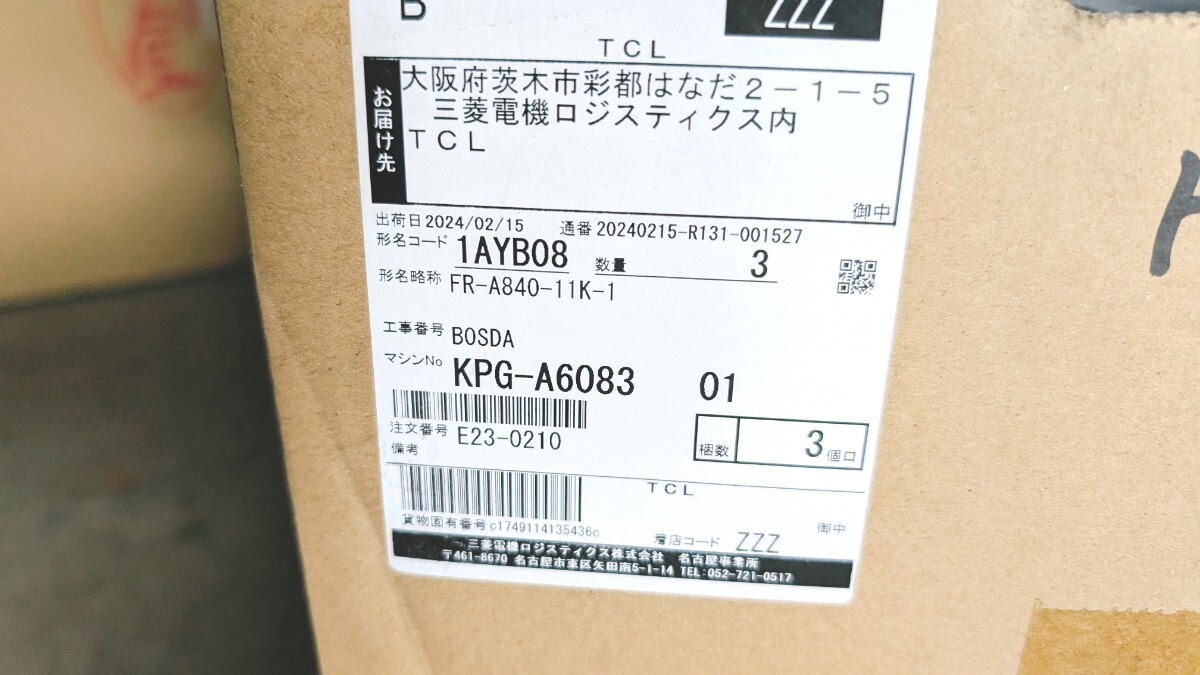 B
ZZZ
TCL
お届け先
大阪府茨木市彩都はなだ2-1-5
三菱電機ロジスティクス内
TCL
御中
出荷日 2024/02/15 通番 20240215-R131-001527
形名コード 1AYB08 数量 3
形名略称 FR-A840-11K-1
工事番号 BOSDA
マシンNo KPG-A6083 01
注文番号 E23-0210
梱数 3 個口
備考
TCL
貨物固有番号 c1749114135436c 御中
着店コード ZZZ
三菱電機ロジスティクス株式会社 名古屋事業所
〒461-8670 名古屋市東区矢田南5-1-14 TEL:052-721-0517